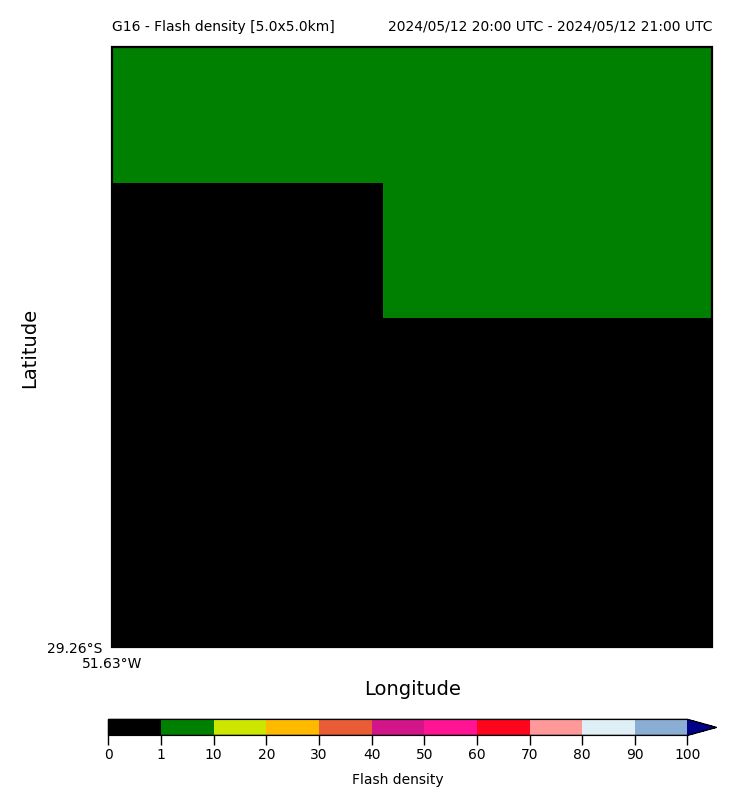 G16 - Flash density [5.0x5.0km] 2024/05/12 20:00 UTC - 2024/05/12 21:00 UTC
Latitude
29.26°S
51.63°W
Longitude
0 1 10 20 30 40 50 60 70 80 90 100
Flash density